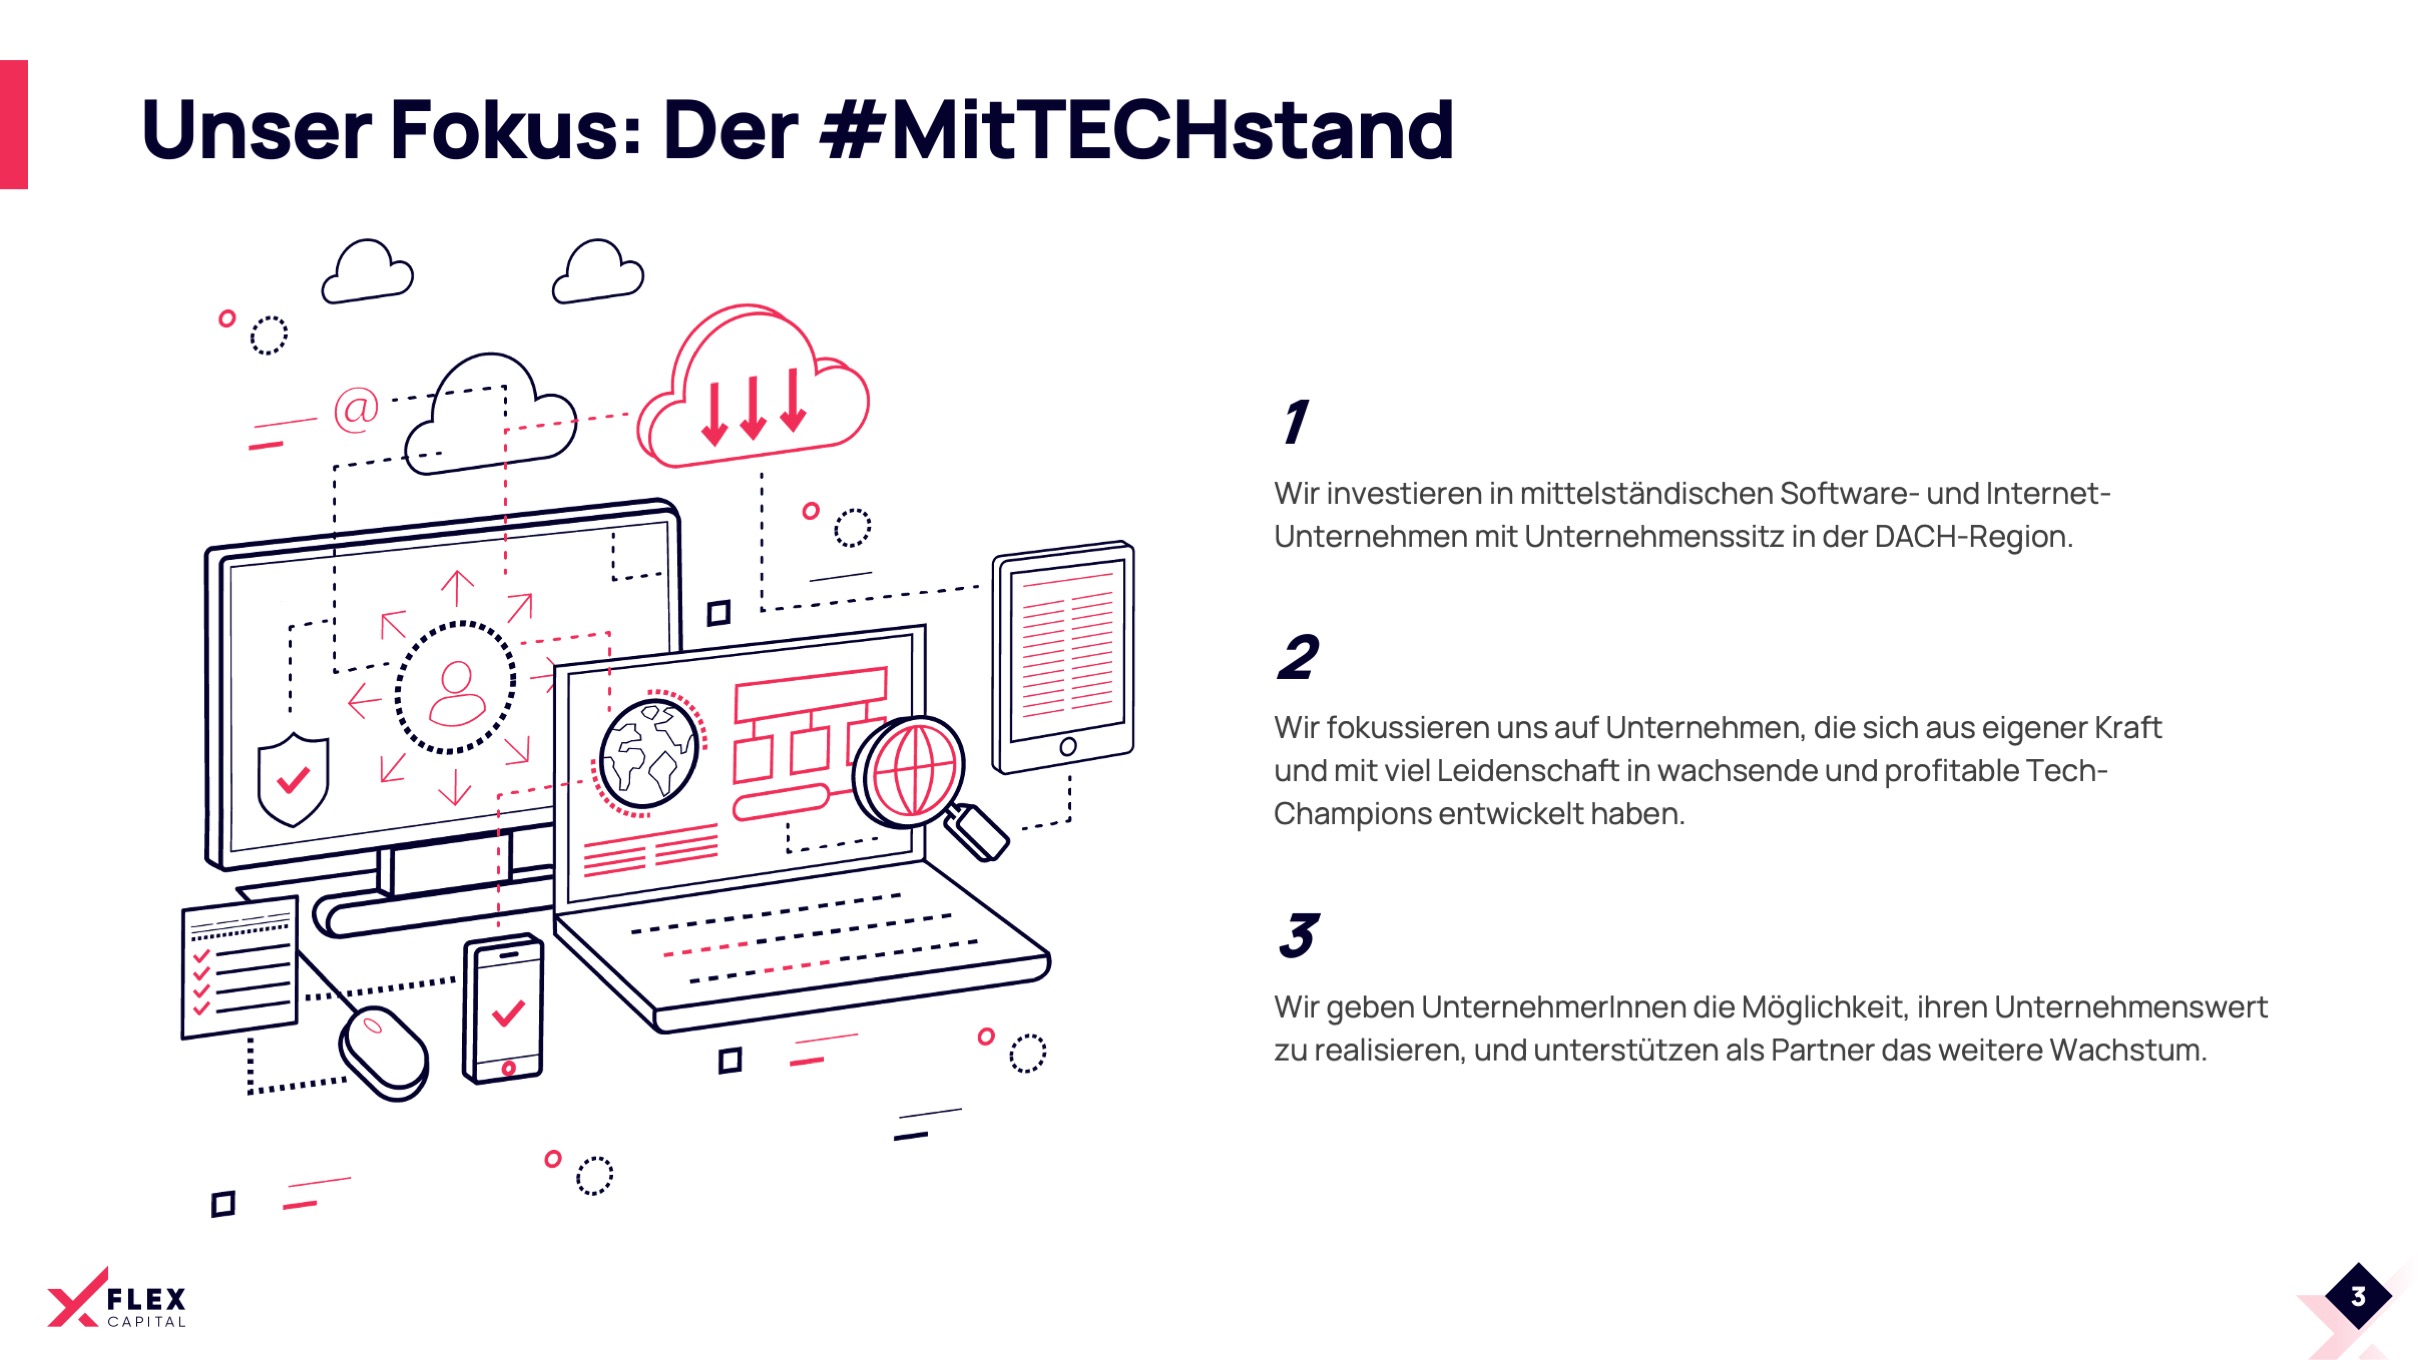 Unser Fokus: Der #MitTECHstand
@
1
Wir investieren in mittelständischen Software- und Internet-
Unternehmen mit Unternehmenssitz in der DACH-Region.
2
Wir fokussieren uns auf Unternehmen, die sich aus eigener Kraft
und mit viel Leidenschaft in wachsende und profitable Tech-
Champions entwickelt haben.
3
Wir geben UnternehmerInnen die Möglichkeit, ihren Unternehmenswert
zu realisieren, und unterstützen als Partner das weitere Wachstum.
FLEX
CAPITAL
3